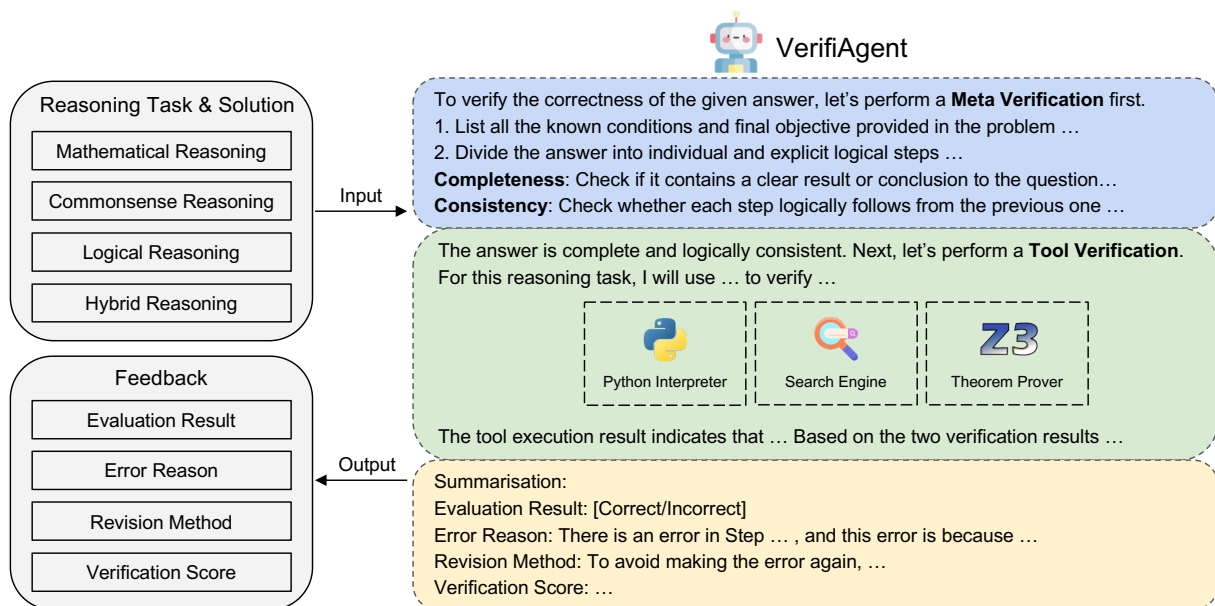 VerifiAgent
Reasoning Task & Solution
Mathematical Reasoning
Commonsense Reasoning
Logical Reasoning
Hybrid Reasoning
Input
To verify the correctness of the given answer, let's perform a Meta Verification first.
1. List all the known conditions and final objective provided in the problem …
2. Divide the answer into individual and explicit logical steps …
Completeness: Check if it contains a clear result or conclusion to the question…
Consistency: Check whether each step logically follows from the previous one …
The answer is complete and logically consistent. Next, let's perform a Tool Verification.
For this reasoning task, I will use … to verify …
Python Interpreter
Search Engine
Z3
Theorem Prover
The tool execution result indicates that … Based on the two verification results …
Output
Summarisation:
Evaluation Result: [Correct/Incorrect]
Error Reason: There is an error in Step … , and this error is because …
Revision Method: To avoid making the error again, …
Verification Score: …
Feedback
Evaluation Result
Error Reason
Revision Method
Verification Score